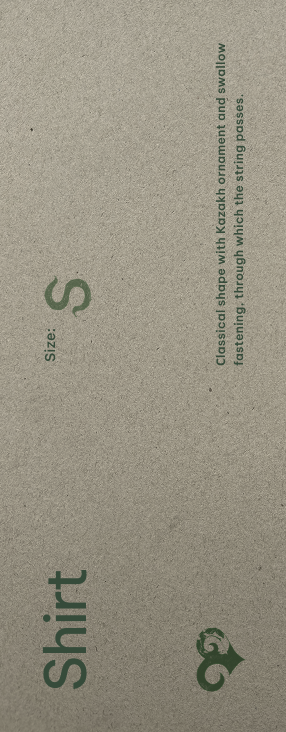 Shirt
Size:
S
Classical shape with Kazakh ornament and swallow
fastening, through which the string passes.